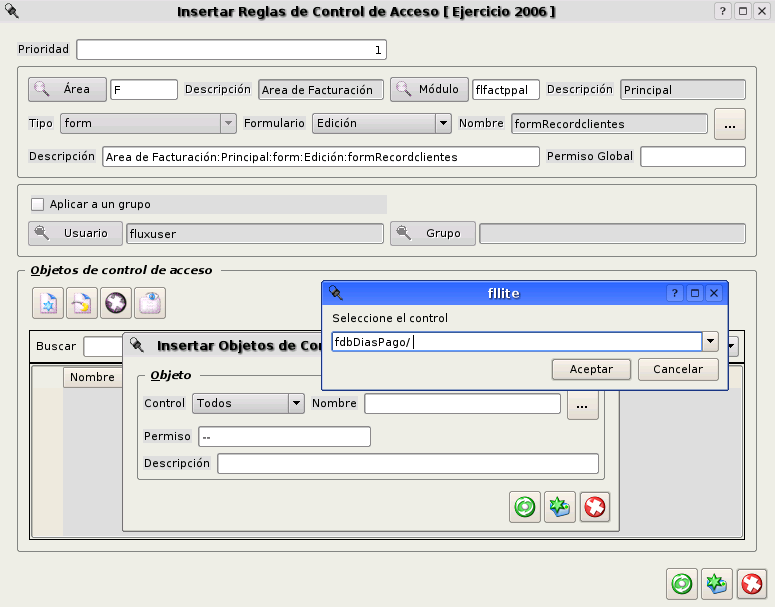 Insertar Reglas de Control de Acceso [ Ejercicio 2006 ]
Prioridad 1
Área F Descripción Area de Facturación Módulo flfactppal Descripción Principal
Tipo form Formulario Edición Nombre formRecordclientes ...
Descripción Area de Facturación:Principal:form:Edición:formRecordclientes Permiso Global
Aplicar a un grupo
Usuario fluxuser Grupo
Objetos de control de acceso
fllite
Seleccione el control
fdbDiasPago/
Aceptar Cancelar
Buscar
Nombre
Insertar Objetos de Co
Objeto
Control Todos Nombre ...
Permiso --
Descripción